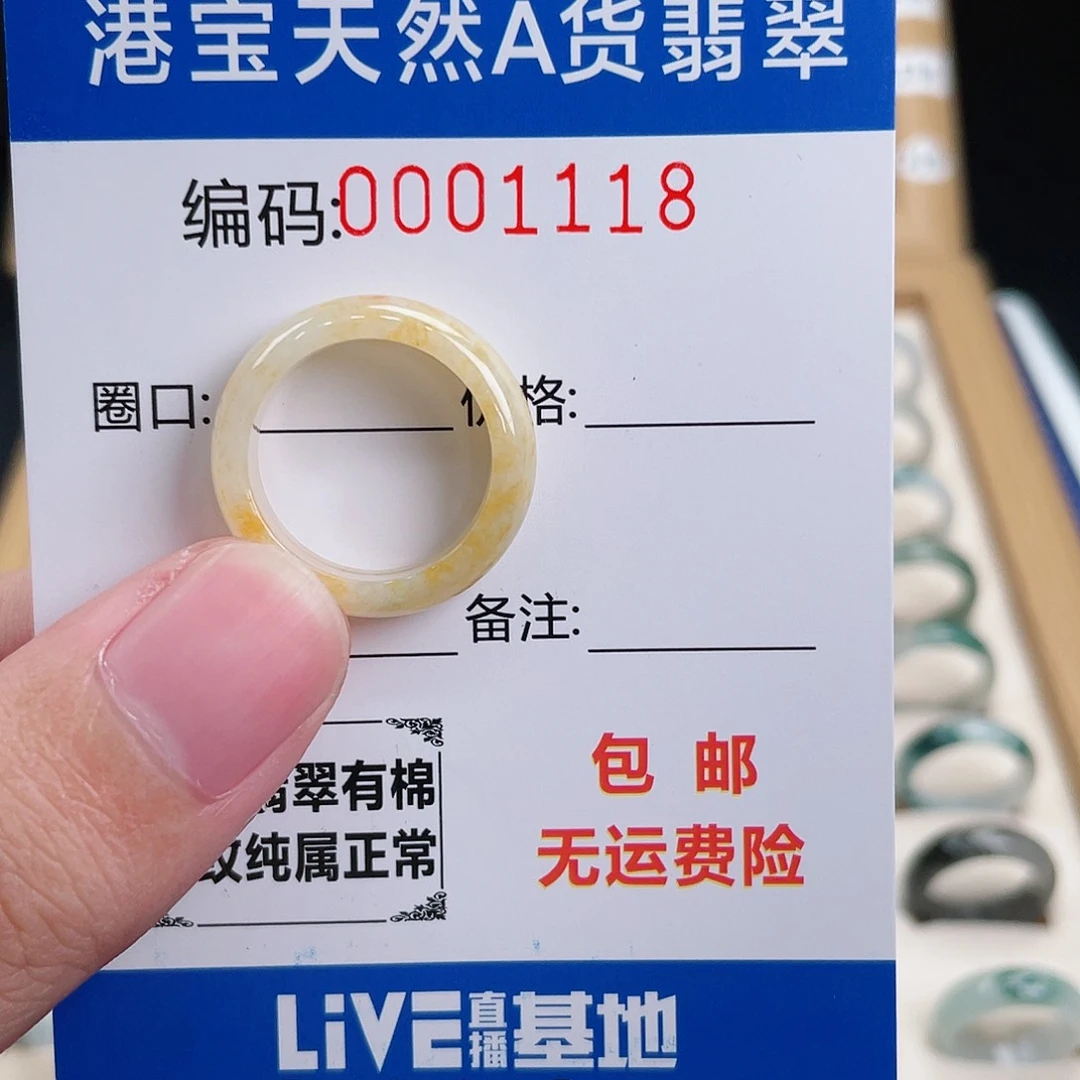 港宝天然A货翡翠
编码:0001118
圈口:
格:
备注:
翠有棉
纹纯属正常
包 邮
无运费险
LiVE直播基地